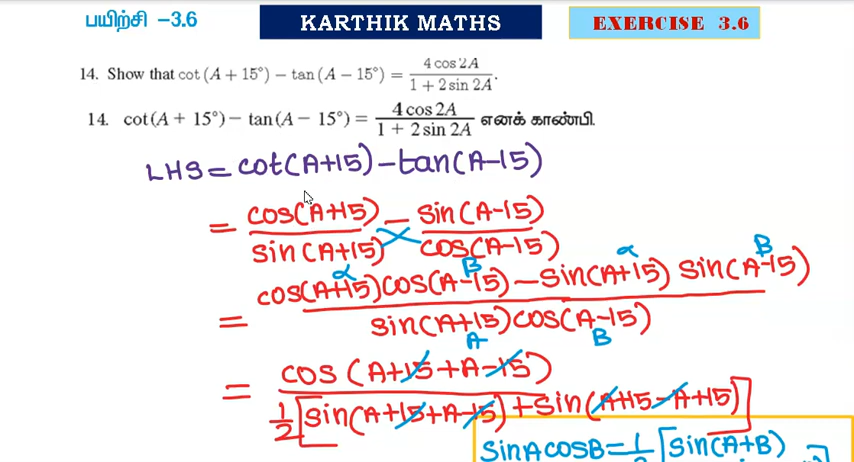 பயிற்சி –3.6 KARTHIK MATHS EXERCISE 3.6
14. Show that cot (A + 15°) − tan (A − 15°) = 4 cos 2A / 1 + 2 sin 2A.
14. cot(A + 15°) − tan(A − 15°) = 4 cos 2A / 1 + 2 sin 2A எனக் காண்பி.
LHS = cot(A+15) − tan(A−15)
= cos(A+15) / sin(A+15) − sin(A−15) / cos(A−15)
α B α B
= cos(A+15) cos(A−15) − sin(A+15) sin(A−15) / sin(A+15) cos(A−15)
A B
= cos (A+15+A−15) / 1/2 [sin(A+15+A−15) + sin(A+15−A+15)]
sinA cosB = 1/2 [sin(A+B)